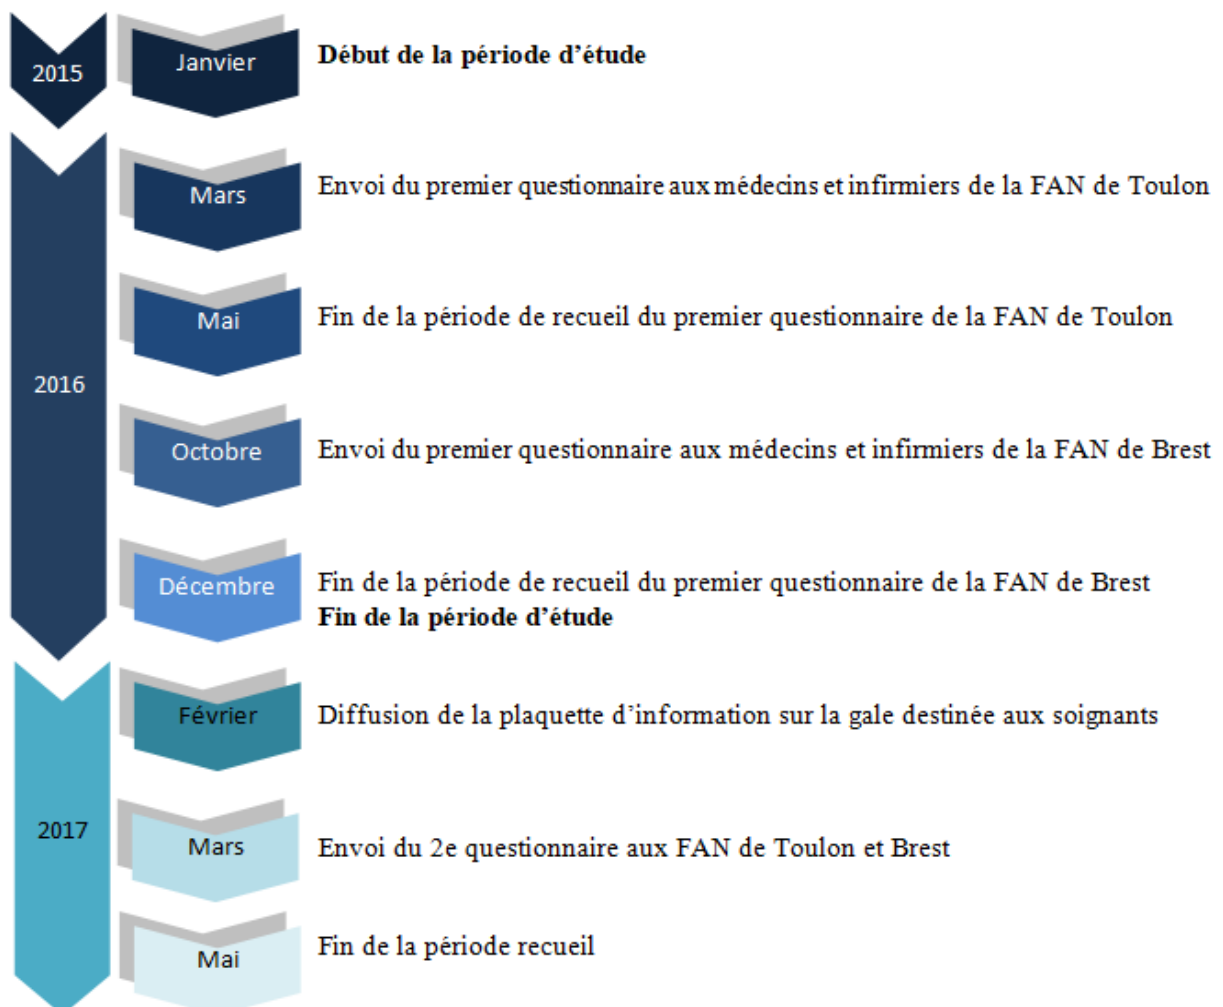 2015
Janvier
Début de la période d’étude
2016
Mars
Envoi du premier questionnaire aux médecins et infirmiers de la FAN de Toulon
Mai
Fin de la période de recueil du premier questionnaire de la FAN de Toulon
Octobre
Envoi du premier questionnaire aux médecins et infirmiers de la FAN de Brest
Décembre
Fin de la période de recueil du premier questionnaire de la FAN de Brest
Fin de la période d’étude
2017
Février
Diffusion de la plaquette d’information sur la gale destinée aux soignants
Mars
Envoi du 2e questionnaire aux FAN de Toulon et Brest
Mai
Fin de la période recueil